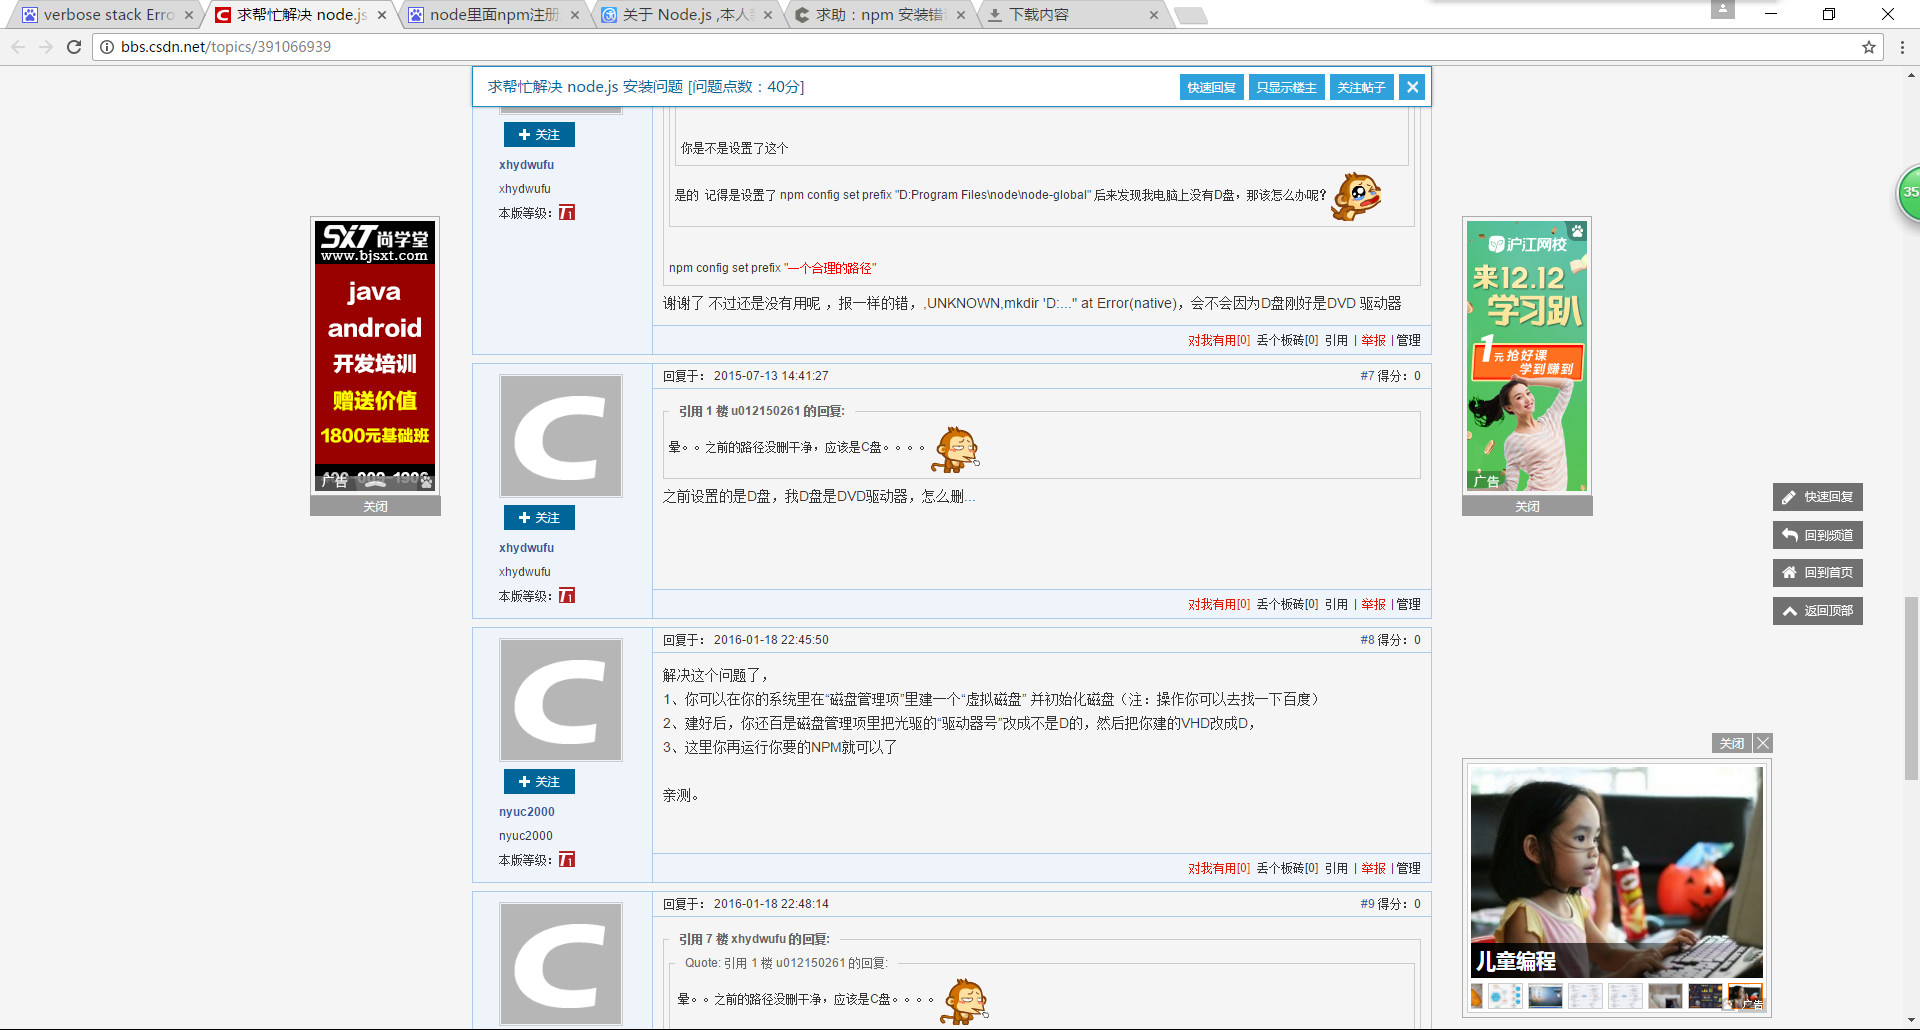 verbose stack Erro
求帮忙解决 node.js
node里面npm注册
关于 Node.js ,本人
求助：npm 安装错
下载内容
bbs.csdn.net/topics/391066939
求帮忙解决 node.js 安装问题 [问题点数：40分]
快速回复
只显示楼主
关注帖子
关注
xhydwufu
xhydwufu
本版等级：T1
你是不是设置了这个
是的 记得是设置了 npm config set prefix "D:Program Files\node\node-global" 后来发现我电脑上没有D盘，那该怎么办呢?
npm config set prefix "一个合理的路径"
谢谢了 不过还是没有用呢 ，报一样的错，,UNKNOWN,mkdir 'D:..." at Error(native)，会不会因为D盘刚好是DVD 驱动器
对我有用[0] 丢个板砖[0] 引用 | 举报 | 管理
回复于： 2015-07-13 14:41:27
#7 得分：0
引用 1 楼 u012150261 的回复:
晕。。之前的路径没删干净，应该是C盘。。。。
之前设置的是D盘，我D盘是DVD驱动器，怎么删...
关注
xhydwufu
xhydwufu
本版等级：T1
对我有用[0] 丢个板砖[0] 引用 | 举报 | 管理
回复于： 2016-01-18 22:45:50
#8 得分：0
解决这个问题了，
1、你可以在你的系统里在“磁盘管理项”里建一个“虚拟磁盘” 并初始化磁盘（注：操作你可以去找一下百度）
2、建好后，你还百是磁盘管理项里把光驱的“驱动器号”改成不是D的，然后把你建的VHD改成D，
3、这里你再运行你要的NPM就可以了
亲测。
关注
nyuc2000
nyuc2000
本版等级：T1
对我有用[0] 丢个板砖[0] 引用 | 举报 | 管理
回复于： 2016-01-18 22:48:14
#9 得分：0
引用 7 楼 xhydwufu 的回复:
Quote: 引用 1 楼 u012150261 的回复:
晕。。之前的路径没删干净，应该是C盘。。。。
SXT 尚学堂
www.bjsxt.com
java
android
开发培训
赠送价值
1800元基础班
广告
关闭
沪江网校
来12.12
学习趴
1元抢好课
学到赚到
广告
关闭
35
快速回复
回到频道
回到首页
返回顶部
关闭
儿童编程
广告